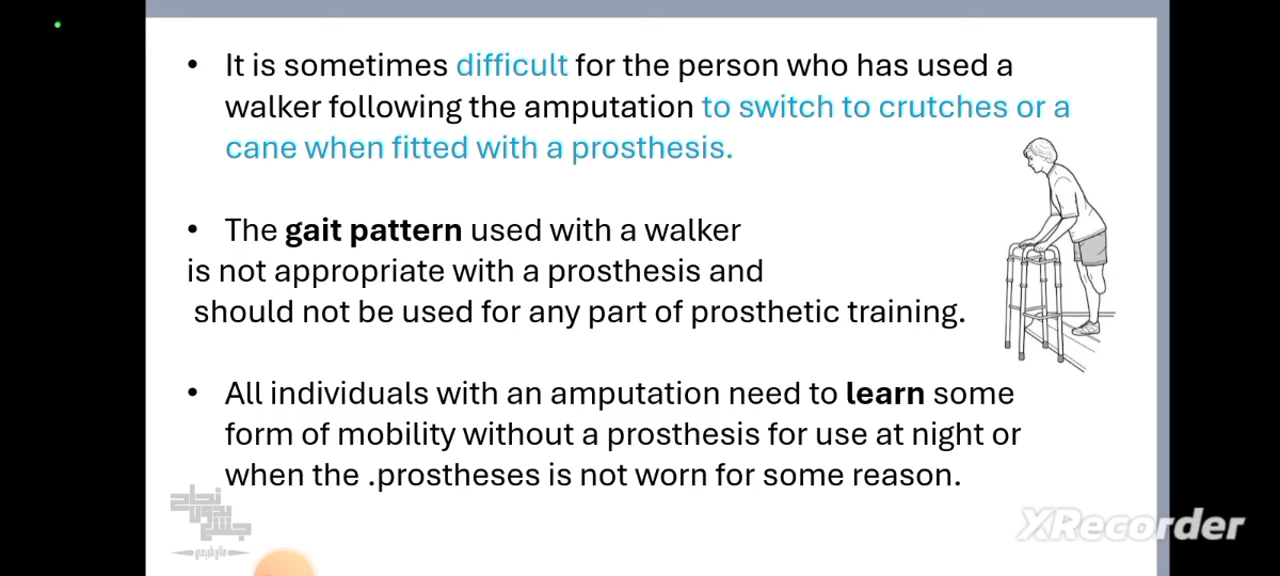 • It is sometimes difficult for the person who has used a
walker following the amputation to switch to crutches or a
cane when fitted with a prosthesis.
• The gait pattern used with a walker
is not appropriate with a prosthesis and
should not be used for any part of prosthetic training.
• All individuals with an amputation need to learn some
form of mobility without a prosthesis for use at night or
when the .prostheses is not worn for some reason.
نجاح
بدون
XRecorder